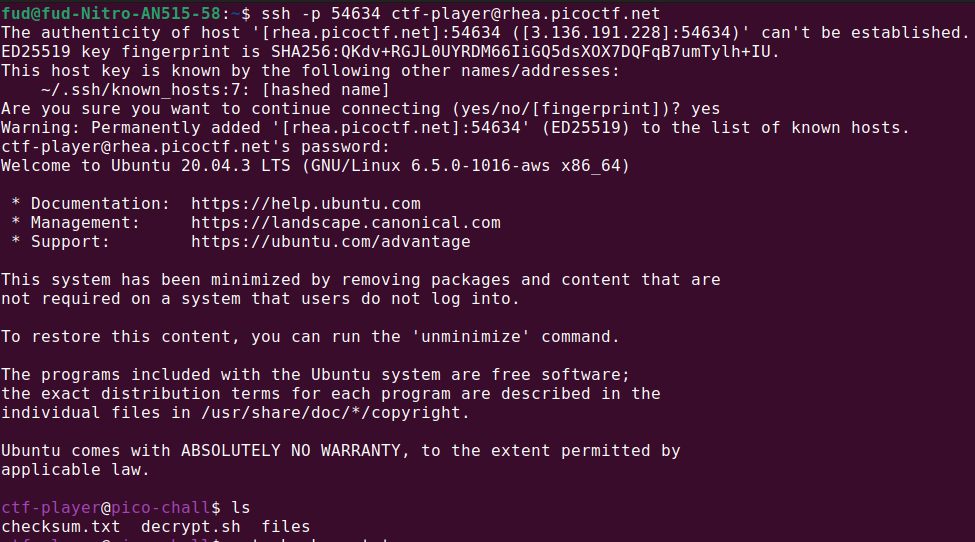 fud@fud-Nitro-AN515-58:~$ ssh -p 54634 ctf-player@rhea.picoctf.net
The authenticity of host '[rhea.picoctf.net]:54634 ([3.136.191.228]:54634)' can't be established.
ED25519 key fingerprint is SHA256:QKdv+RGJL0UYRDM66IiGQ5dsXOX7DQFqB7umTylh+IU.
This host key is known by the following other names/addresses:
    ~/.ssh/known_hosts:7: [hashed name]
Are you sure you want to continue connecting (yes/no/[fingerprint])? yes
Warning: Permanently added '[rhea.picoctf.net]:54634' (ED25519) to the list of known hosts.
ctf-player@rhea.picoctf.net's password:
Welcome to Ubuntu 20.04.3 LTS (GNU/Linux 6.5.0-1016-aws x86_64)

 * Documentation:  https://help.ubuntu.com
 * Management:     https://landscape.canonical.com
 * Support:        https://ubuntu.com/advantage

This system has been minimized by removing packages and content that are
not required on a system that users do not log into.

To restore this content, you can run the 'unminimize' command.

The programs included with the Ubuntu system are free software;
the exact distribution terms for each program are described in the
individual files in /usr/share/doc/*/copyright.

Ubuntu comes with ABSOLUTELY NO WARRANTY, to the extent permitted by
applicable law.

ctf-player@pico-chall$ ls
checksum.txt  decrypt.sh  files